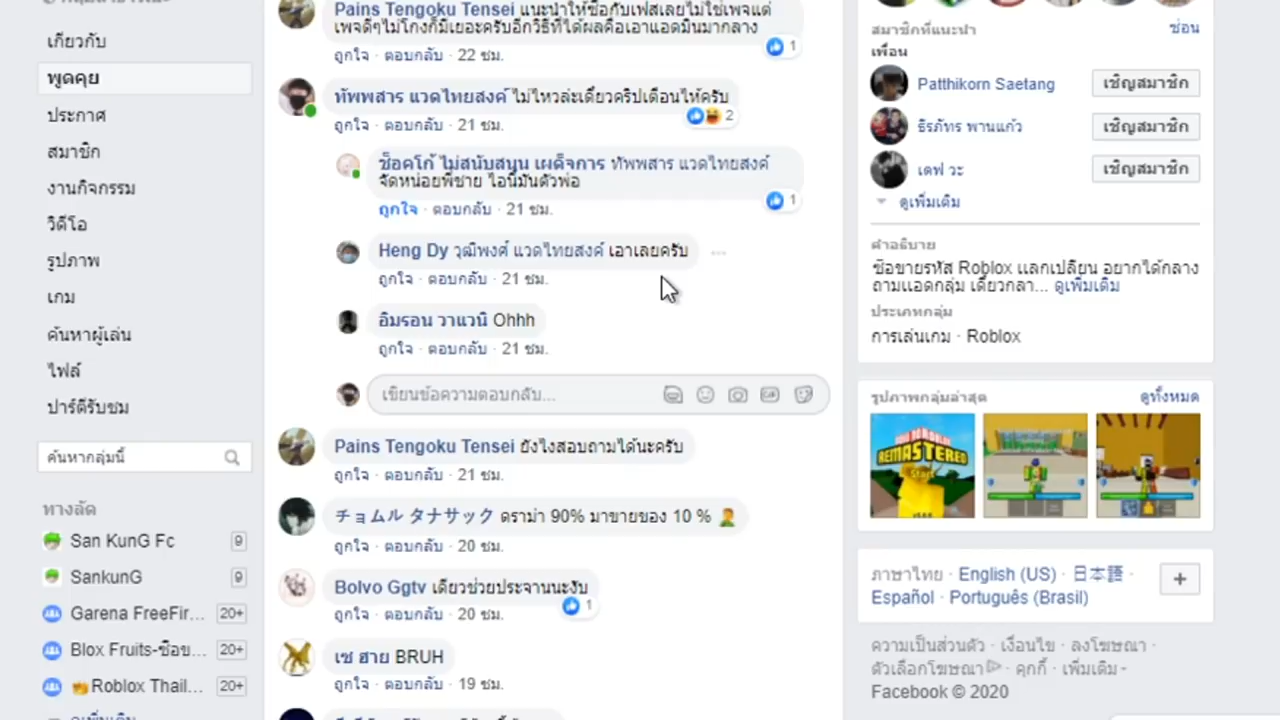 เกี่ยวกับ
พูดคุย
ประกาศ
สมาชิก
งานกิจกรรม
วิดีโอ
รูปภาพ
เกม
ค้นหาผู้เล่น
ไฟล์
ปาร์ตี้รับชม
ค้นหากลุ่มนี้
ทางลัด
San KunG Fc 9
SankunG 9
Garena FreeFir... 20+
Blox Fruits-ซือข... 20+
Roblox Thail... 20+
ดูเพิ่มเติม
Pains Tengoku Tensei แนะนำให้ซื้อกับเฟสเลยไม่ใช่เพจแต่
เพจดีๆไม่โกงก็มีเยอะครับอีกวิธีที่ได้ผลคือเอาแอดมินมากลาง
1
ถูกใจ · ตอบกลับ · 22 ชม.
ทัพพสาร แวดไทยสงค์ ไม่ไหวล่ะเดี๋ยวคริปเตือนให้ครับ
2
ถูกใจ · ตอบกลับ · 21 ชม.
ช็อคโก้ ไม่สนับสนุน เผด็จการ ทัพพสาร แวดไทยสงค์
จัดหน่อยพี่ชาย ไอนี่มันตัวพ่อ
1
ถูกใจ · ตอบกลับ · 21 ชม.
Heng Dy วุฒิพงศ์ แวดไทยสงค์ เอาเลยครับ
ถูกใจ · ตอบกลับ · 21 ชม.
อิมรอน วาแวนิ Ohhh
ถูกใจ · ตอบกลับ · 21 ชม.
เขียนข้อความตอบกลับ...
Pains Tengoku Tensei ยังไงสอบถามได้นะครับ
ถูกใจ · ตอบกลับ · 21 ชม.
チョムル タナサック ดราม่า 90% มาขายของ 10 % 🤦
ถูกใจ · ตอบกลับ · 20 ชม.
Bolvo Ggtv เดียวช่วยประจานนะงับ
1
ถูกใจ · ตอบกลับ · 20 ชม.
เช ฮาย BRUH
ถูกใจ · ตอบกลับ · 19 ชม.
สมาชิกที่แนะนำ ซ่อน
เพื่อน
Patthikorn Saetang เชิญสมาชิก
ธีรภัทร พานแก้ว เชิญสมาชิก
เดฟ วะ เชิญสมาชิก
ดูเพิ่มเติม
คำอธิบาย
ซื้อขายรหัส Roblox แลกเปลี่ยน อยากได้กลาง
ถามแอดกลุ่ม เดี๋ยวกลา... ดูเพิ่มเติม
ประเภทกลุ่ม
การเล่นเกม · Roblox
รูปภาพกลุ่มล่าสุด ดูทั้งหมด
REMASTERED
Start
ภาษาไทย · English (US) · 日本語 ·
Español · Português (Brasil)
ความเป็นส่วนตัว · เงื่อนไข · ลงโฆษณา ·
ตัวเลือกโฆษณา · คุกกี้ · เพิ่มเติม
Facebook © 2020